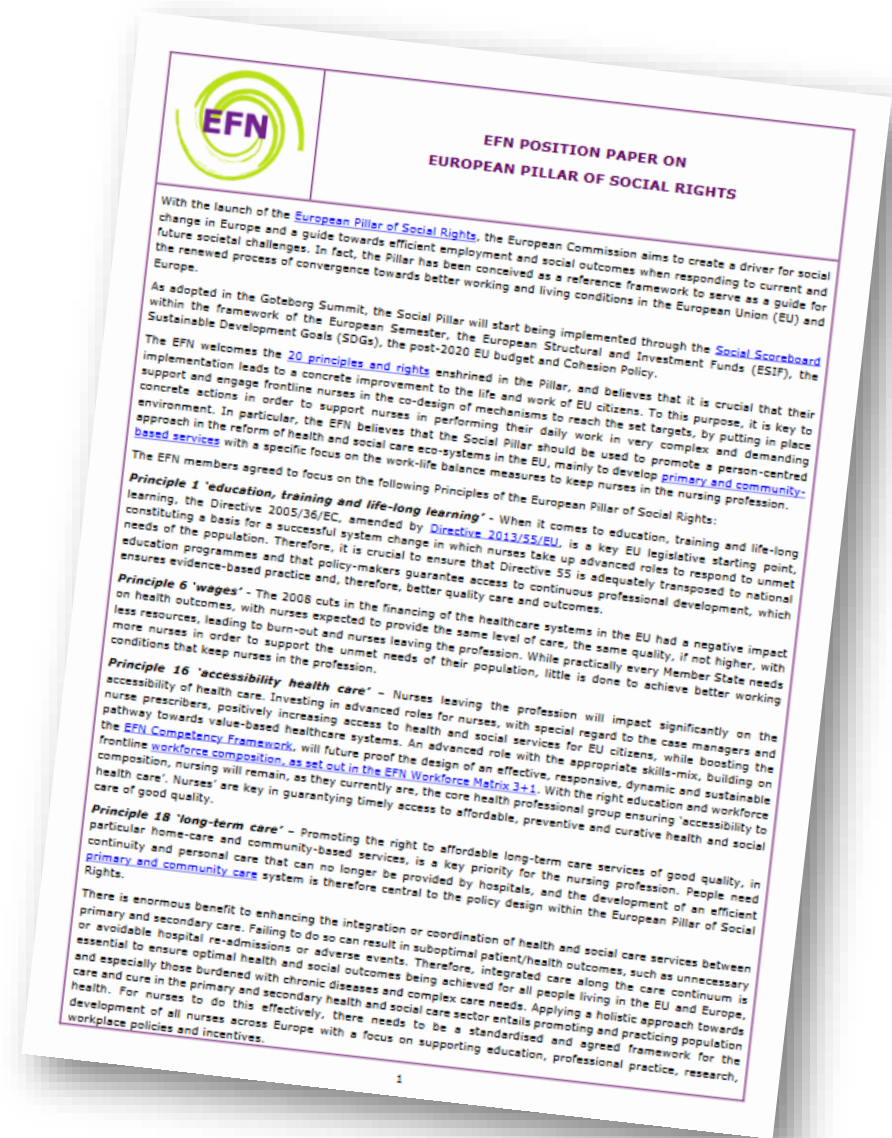 EFN
EFN POSITION PAPER ON
EUROPEAN PILLAR OF SOCIAL RIGHTS
With the launch of the European Pillar of Social Rights, the European Commission aims to create a driver for social
change in Europe and a guide towards efficient employment and social outcomes when responding to current and
future societal challenges. In fact, the Pillar has been conceived as a reference framework to serve as a guide for
the renewed process of convergence towards better working and living conditions in the European Union (EU) and
Europe.
As adopted in the Goteborg Summit, the Social Pillar will start being implemented through the Social Scoreboard
within the framework of the European Semester, the European Structural and Investment Funds (ESIF), the
Sustainable Development Goals (SDGs), the post-2020 EU budget and Cohesion Policy.
The EFN welcomes the 20 principles and rights enshrined in the Pillar, and believes that it is crucial that their
implementation leads to a concrete improvement to the life and work of EU citizens. To this purpose, it is key to
support and engage frontline nurses in the co-design of mechanisms to reach the set targets, by putting in place
concrete actions in order to support nurses in performing their daily work in very complex and demanding
environment. In particular, the EFN believes that the Social Pillar should be used to promote a person-centred
approach in the reform of health and social care eco-systems in the EU, mainly to develop primary and community-
based services with a specific focus on the work-life balance measures to keep nurses in the nursing profession.
The EFN members agreed to focus on the following Principles of the European Pillar of Social Rights:
Principle 1 'education, training and life-long learning' - When it comes to education, training and life-long
learning, the Directive 2005/36/EC, amended by Directive 2013/55/EU, is a key EU legislative starting point,
constituting a basis for a successful system change in which nurses take up advanced roles to respond to unmet
needs of the population. Therefore, it is crucial to ensure that Directive 55 is adequately transposed to national
education programmes and that policy-makers guarantee access to continuous professional development, which
ensures evidence-based practice and, therefore, better quality care and outcomes.
Principle 6 'wages' - The 2008 cuts in the financing of the healthcare systems in the EU had a negative impact
on health outcomes, with nurses expected to provide the same level of care, the same quality, if not higher, with
less resources, leading to burn-out and nurses leaving the profession. While practically every Member State needs
more nurses in order to support the unmet needs of their population, little is done to achieve better working
conditions that keep nurses in the profession.
Principle 16 'accessibility health care' – Nurses leaving the profession will impact significantly on the
accessibility of health care. Investing in advanced roles for nurses, with special regard to the case managers and
nurse prescribers, positively increasing access to health and social services for EU citizens, while boosting the
pathway towards value-based healthcare systems. An advanced role with the appropriate skills-mix, building on
the EFN Competency Framework, will future proof the design of an effective, responsive, dynamic and sustainable
frontline workforce composition, as set out in the EFN Workforce Matrix 3+1. With the right education and workforce
composition, nursing will remain, as they currently are, the core health professional group ensuring 'accessibility to
health care'. Nurses' are key in guarantying timely access to affordable, preventive and curative health and social
care of good quality.
Principle 18 'long-term care' – Promoting the right to affordable long-term care services of good quality, in
particular home-care and community-based services, is a key priority for the nursing profession. People need
continuity and personal care that can no longer be provided by hospitals, and the development of an efficient
primary and community care system is therefore central to the policy design within the European Pillar of Social
Rights.
There is enormous benefit to enhancing the integration or coordination of health and social care services between
primary and secondary care. Failing to do so can result in suboptimal patient/health outcomes, such as unnecessary
or avoidable hospital re-admissions or adverse events. Therefore, integrated care along the care continuum is
essential to ensure optimal health and social outcomes being achieved for all people living in the EU and Europe,
and especially those burdened with chronic diseases and complex care needs. Applying a holistic approach towards
care and cure in the primary and secondary health and social care sector entails promoting and practicing population
health. For nurses to do this effectively, there needs to be a standardised and agreed framework for the
development of all nurses across Europe with a focus on supporting education, professional practice, research,
workplace policies and incentives.
1